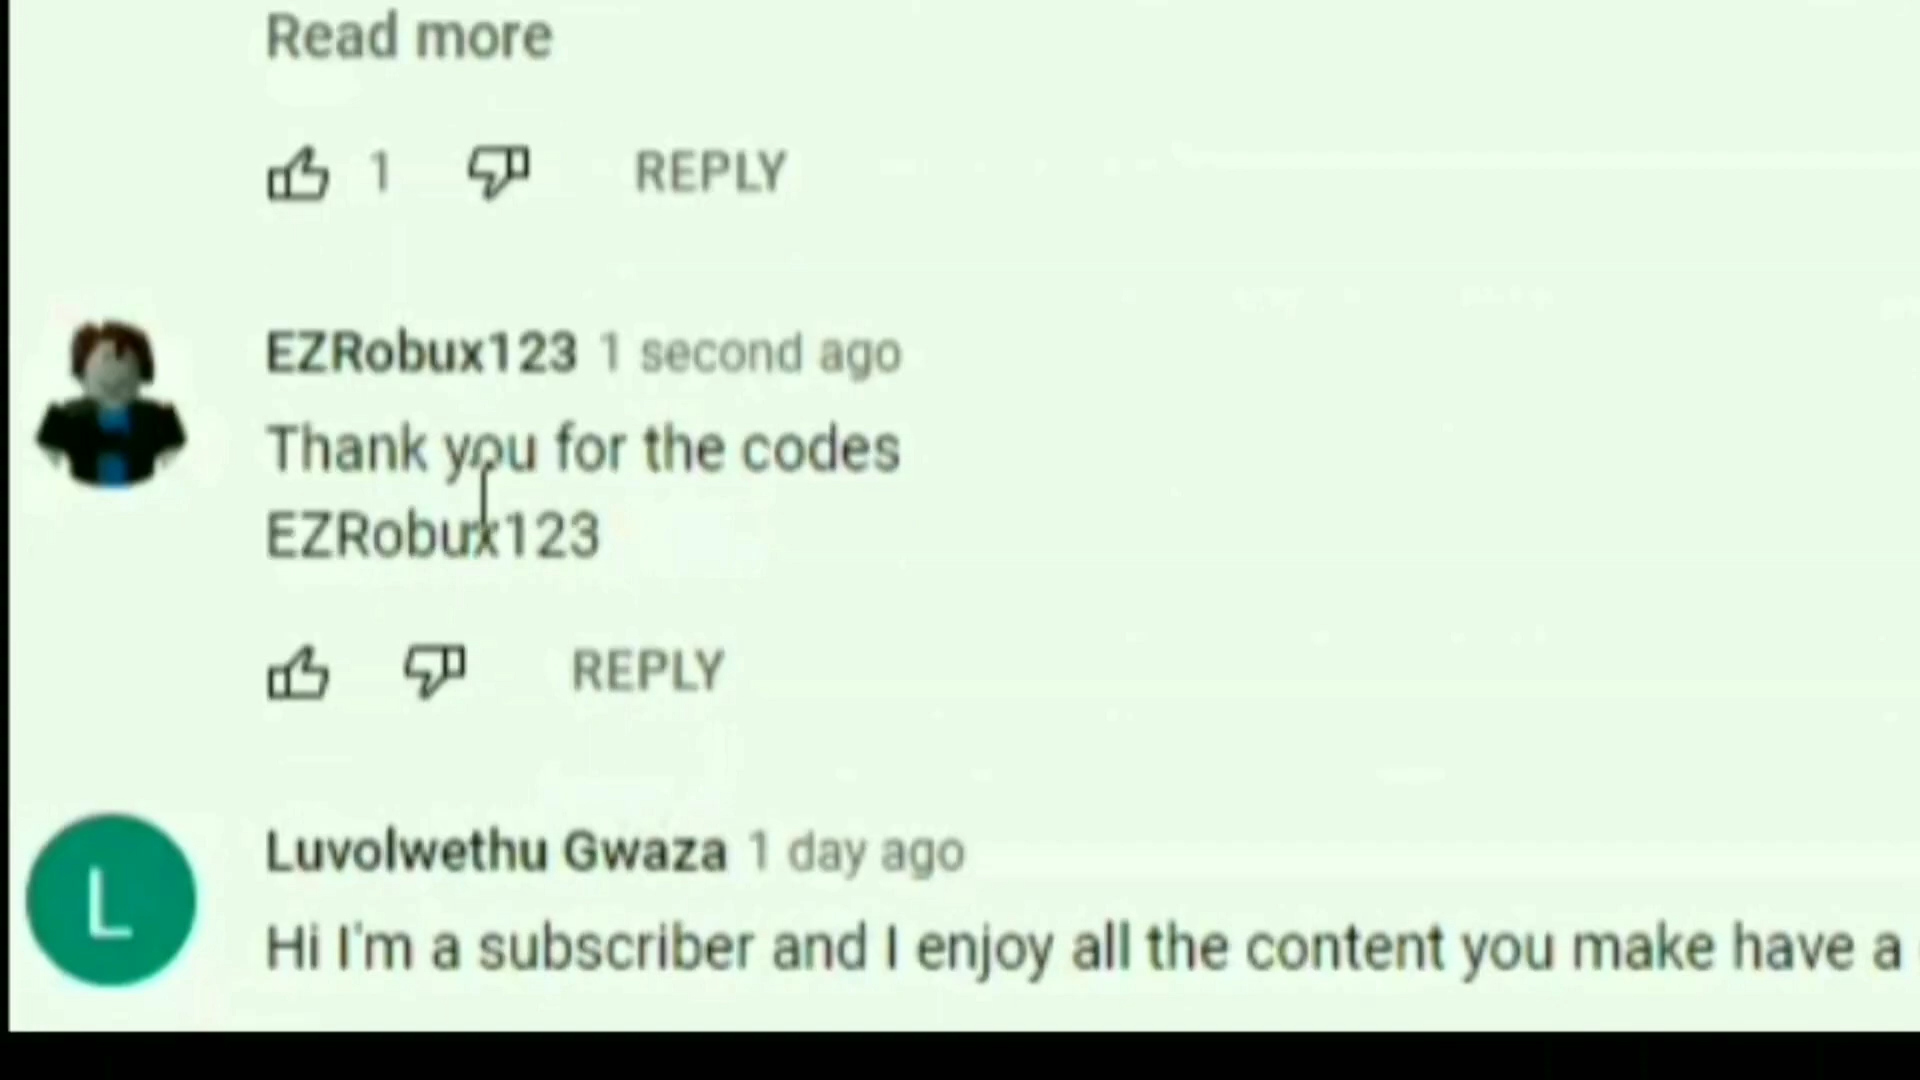 Read more
1 REPLY
EZRobux123 1 second ago
Thank you for the codes
EZRobux123
REPLY
L
Luvolwethu Gwaza 1 day ago
Hi I'm a subscriber and I enjoy all the content you make have a